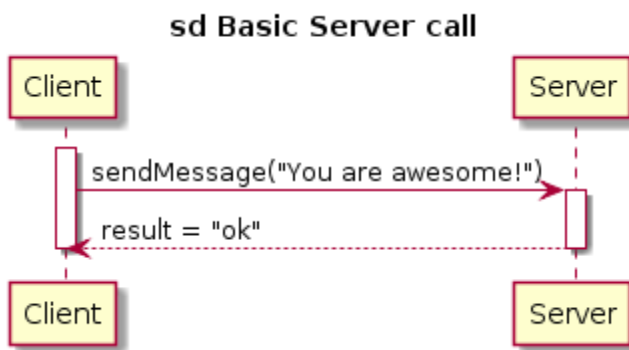 sd Basic Server call
Client
Server
sendMessage("You are awesome!")
result = "ok"
Client
Server